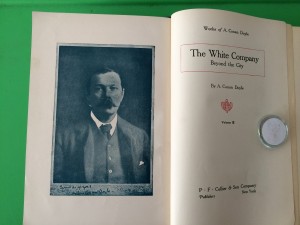 Works of A. Conan Doyle
The White Company
Beyond the City
By A. Conan Doyle
Volume
P · F · Collier & Son Company
Publishers
New York